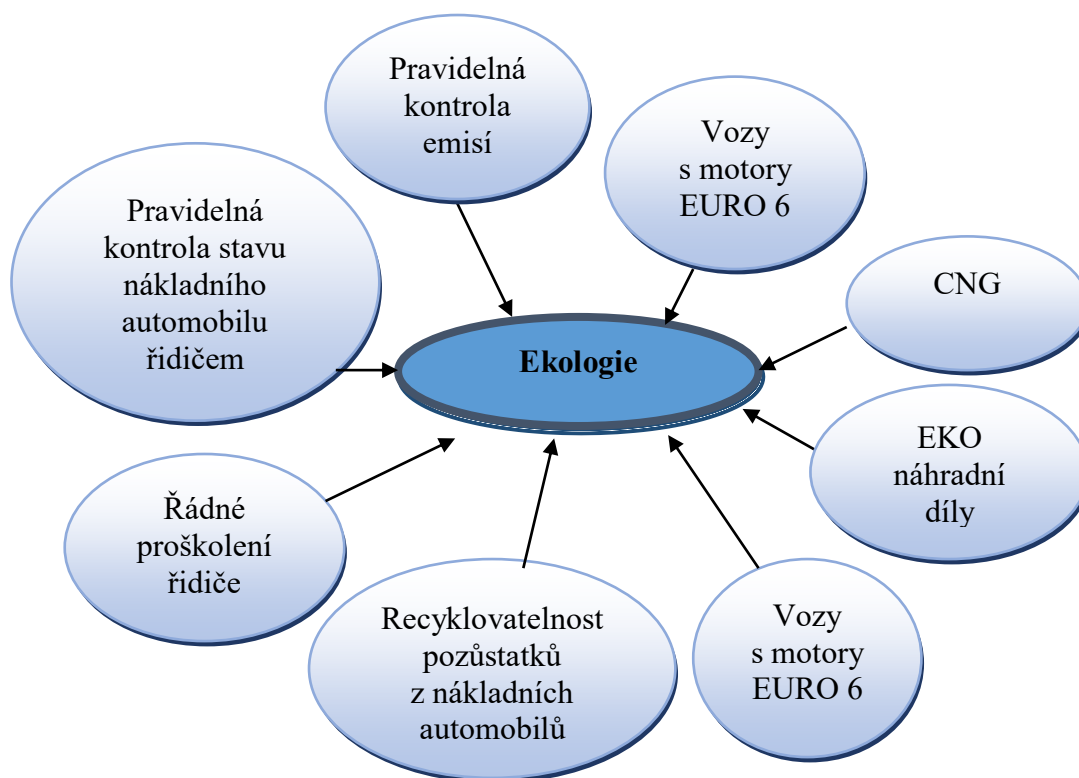 Pravidelná
kontrola
emisí
Vozy
s motory
EURO 6
Pravidelná
kontrola stavu
nákladního
automobilu
řidičem
CNG
Ekologie
EKO
náhradní
díly
Řádné
proškolení
řidiče
Recyklovatelnost
pozůstatků
z nákladních
automobilů
Vozy
s motory
EURO 6